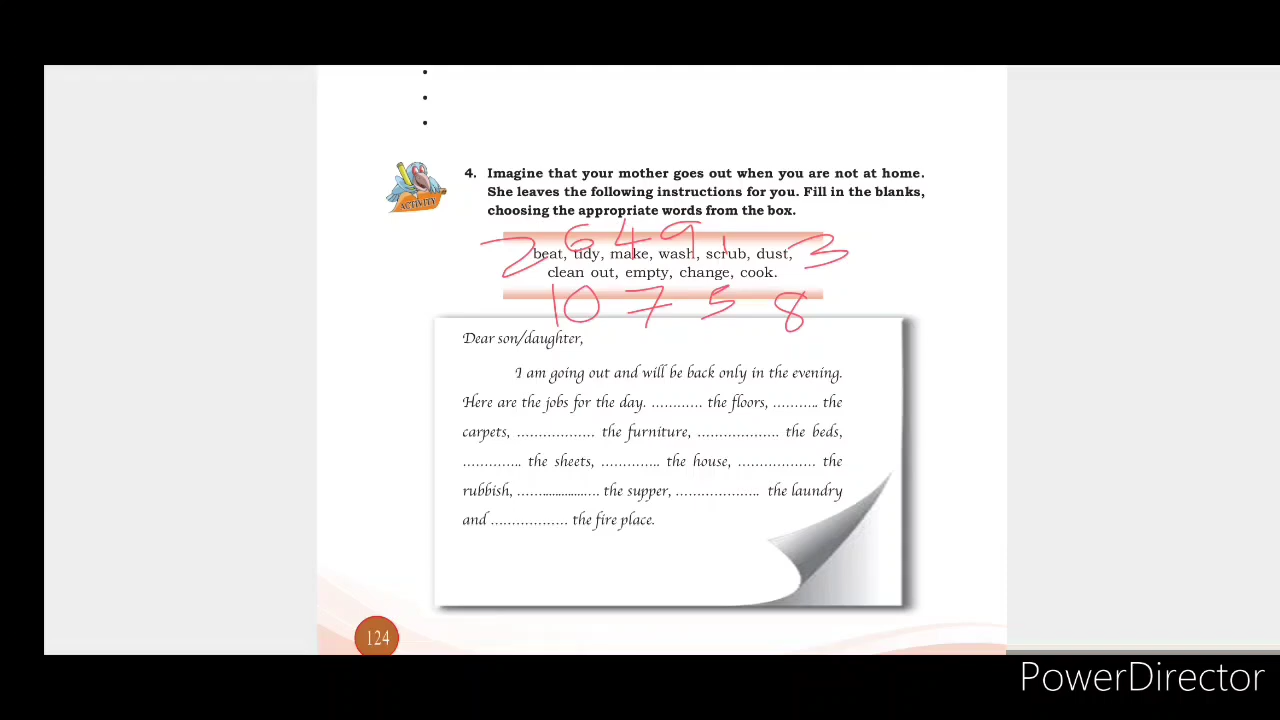 •
•
•
ACTIVITY
4. Imagine that your mother goes out when you are not at home.
She leaves the following instructions for you. Fill in the blanks,
choosing the appropriate words from the box.
2 6 4 9 1 3
beat, tidy, make, wash, scrub, dust,
clean out, empty, change, cook.
10 7 5 8
Dear son/daughter,
I am going out and will be back only in the evening.
Here are the jobs for the day. ............ the floors, ........... the
carpets, .................. the furniture, ................... the beds,
.............. the sheets, .............. the house, .................. the
rubbish, .................... the supper, .................... the laundry
and .................. the fire place.
124
PowerDirector